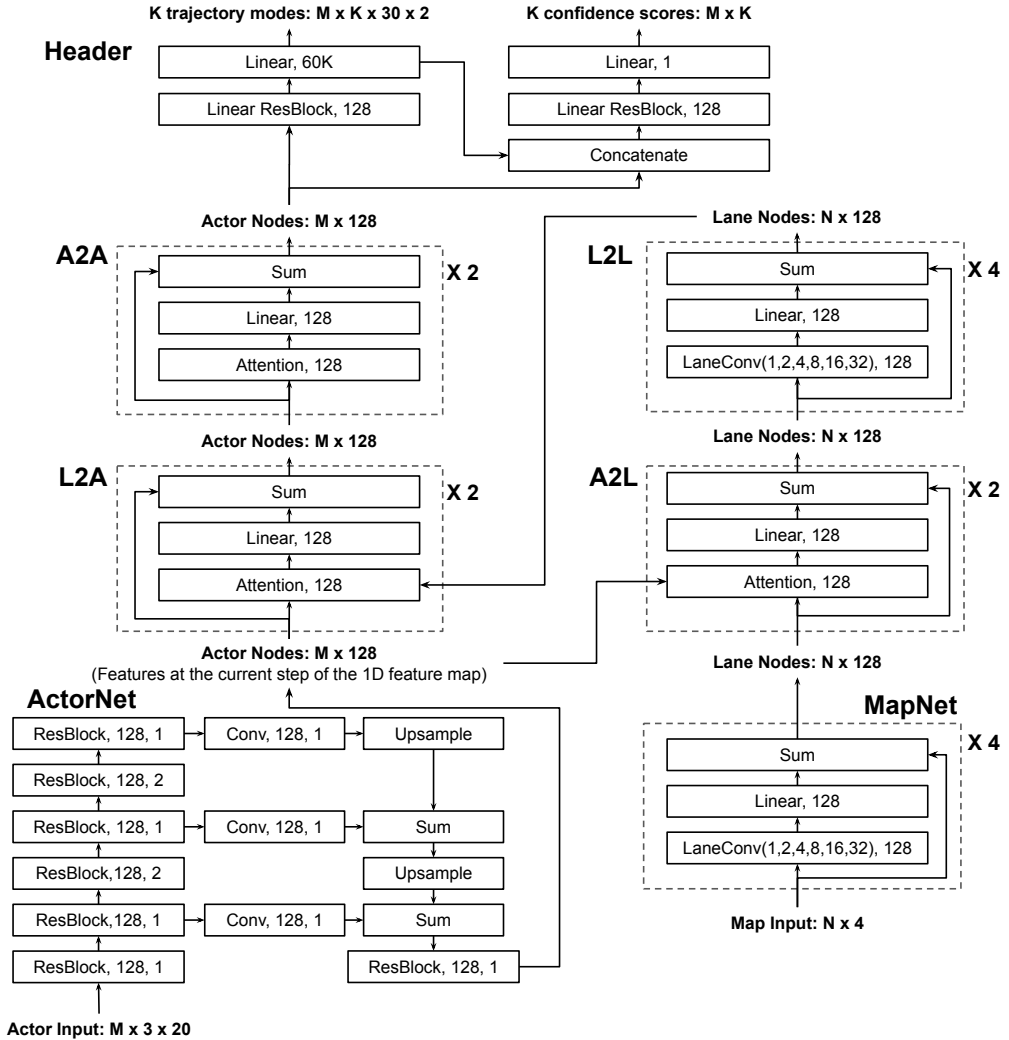 K trajectory modes: M x K x 30 x 2
K confidence scores: M x K
Header
Linear, 60K
Linear, 1
Linear ResBlock, 128
Linear ResBlock, 128
Concatenate
Actor Nodes: M x 128
Lane Nodes: N x 128
A2A
L2L
Sum
X 2
Sum
X 4
Linear, 128
Linear, 128
Attention, 128
LaneConv(1,2,4,8,16,32), 128
Actor Nodes: M x 128
Lane Nodes: N x 128
L2A
A2L
Sum
X 2
Sum
X 2
Linear, 128
Linear, 128
Attention, 128
Attention, 128
Actor Nodes: M x 128
(Features at the current step of the 1D feature map)
Lane Nodes: N x 128
ActorNet
MapNet
ResBlock, 128, 1
Conv, 128, 1
Upsample
Sum
X 4
ResBlock, 128, 2
Linear, 128
ResBlock, 128, 1
Conv, 128, 1
Sum
LaneConv(1,2,4,8,16,32), 128
ResBlock,128, 2
Upsample
ResBlock,128, 1
Conv, 128, 1
Sum
Map Input: N x 4
ResBlock, 128, 1
ResBlock, 128, 1
Actor Input: M x 3 x 20